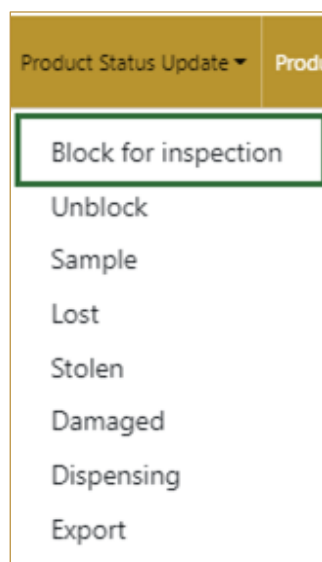 Product Status Update
Block for inspection
Unblock
Sample
Lost
Stolen
Damaged
Dispensing
Export